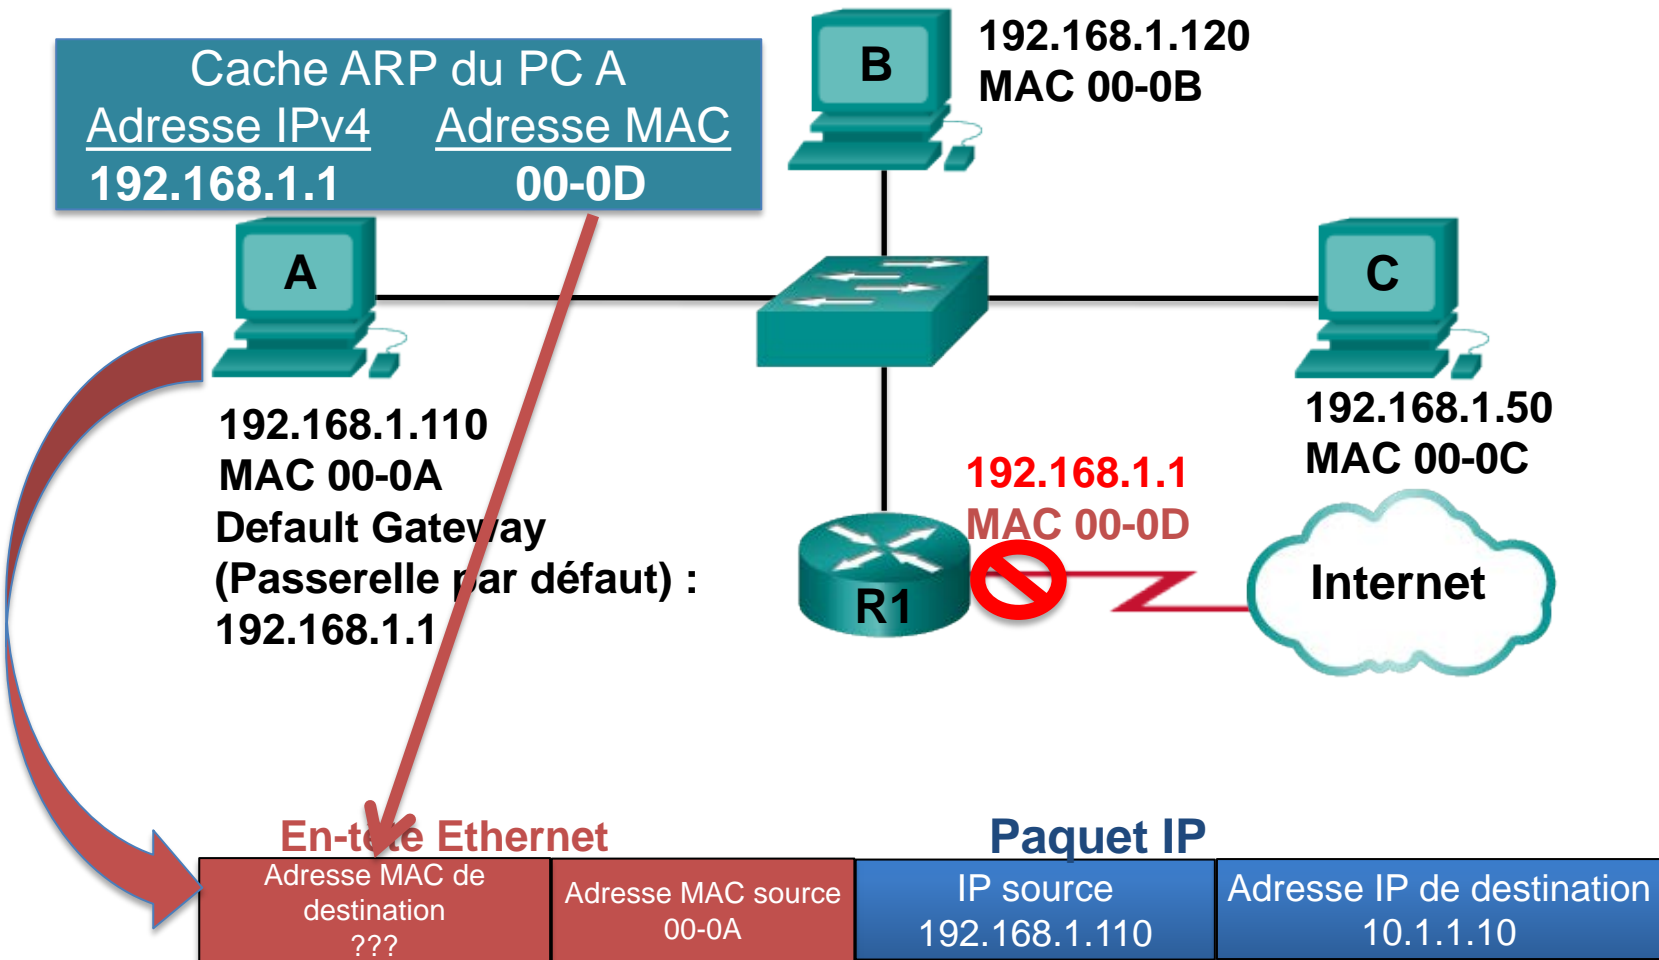 Cache ARP du PC A
Adresse IPv4 Adresse MAC
192.168.1.1 00-0D
B
192.168.1.120
MAC 00-0B
A
C
192.168.1.110
MAC 00-0A
Default Gateway
(Passerelle par défaut) :
192.168.1.1
192.168.1.50
MAC 00-0C
192.168.1.1
MAC 00-0D
R1
Internet
En-tête Ethernet
Paquet IP
Adresse MAC de
destination
???
Adresse MAC source
00-0A
IP source
192.168.1.110
Adresse IP de destination
10.1.1.10